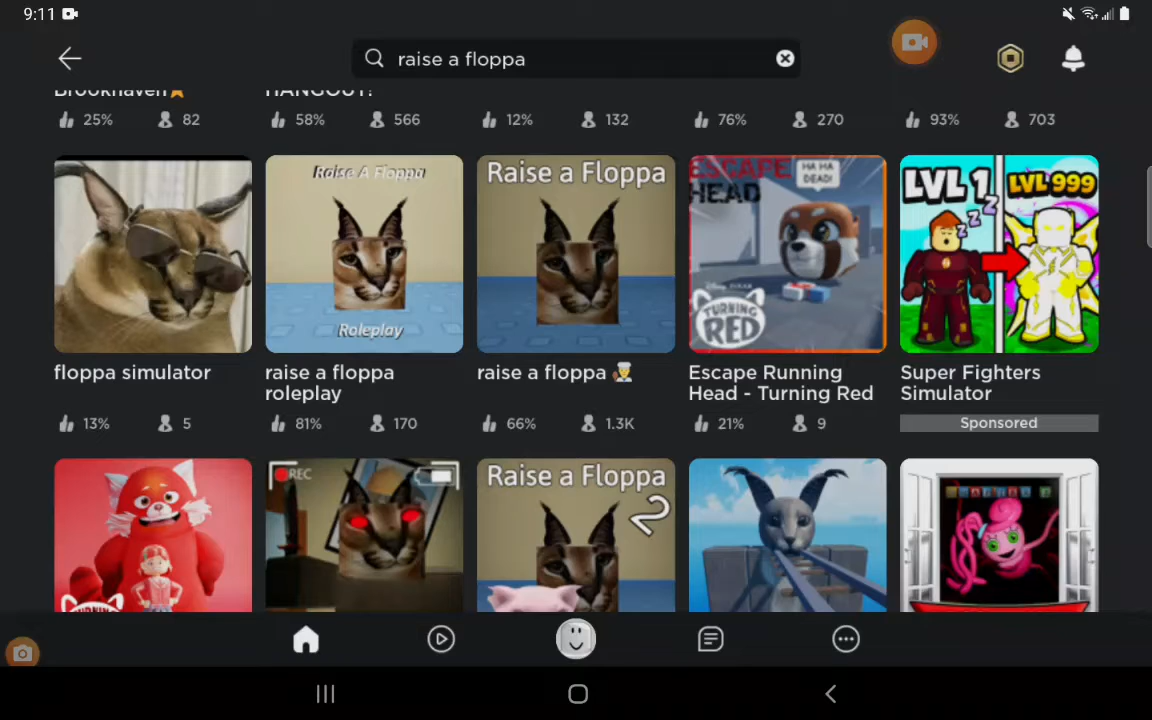 9:11
raise a floppa
Brookhaven
HANGOUT!
25% 82 58% 566 12% 132 76% 270 93% 703
Raise A Floppa
Roleplay
Raise a Floppa
ESCAPE
HEAD
HA HA
DEAD!
DISNEY PIXAR
TURNING
RED
LVL 1
z z z
LVL 999
floppa simulator
raise a floppa
roleplay
raise a floppa
Escape Running
Head - Turning Red
Super Fighters
Simulator
13% 5 81% 170 66% 1.3K 21% 9 Sponsored
TURNING
REC
Raise a Floppa
2